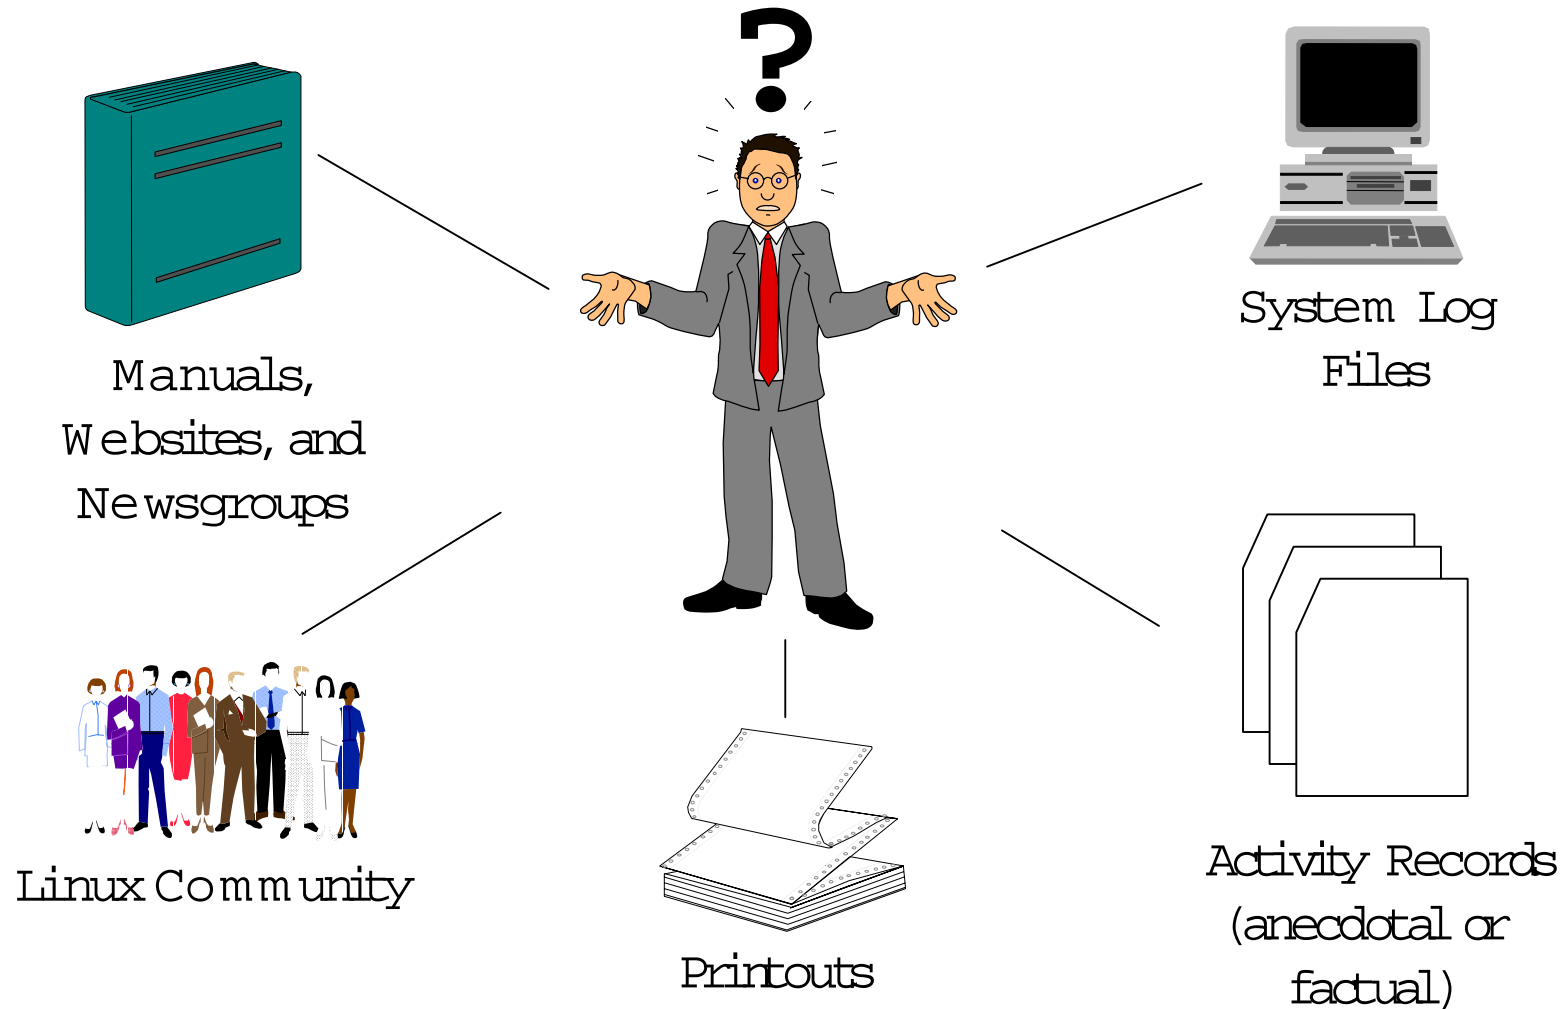 ?
Manuals,
Websites, and
Newsgroups
System Log
Files
Linux Community
Printouts
Activity Records
(anecdotal or
factual)